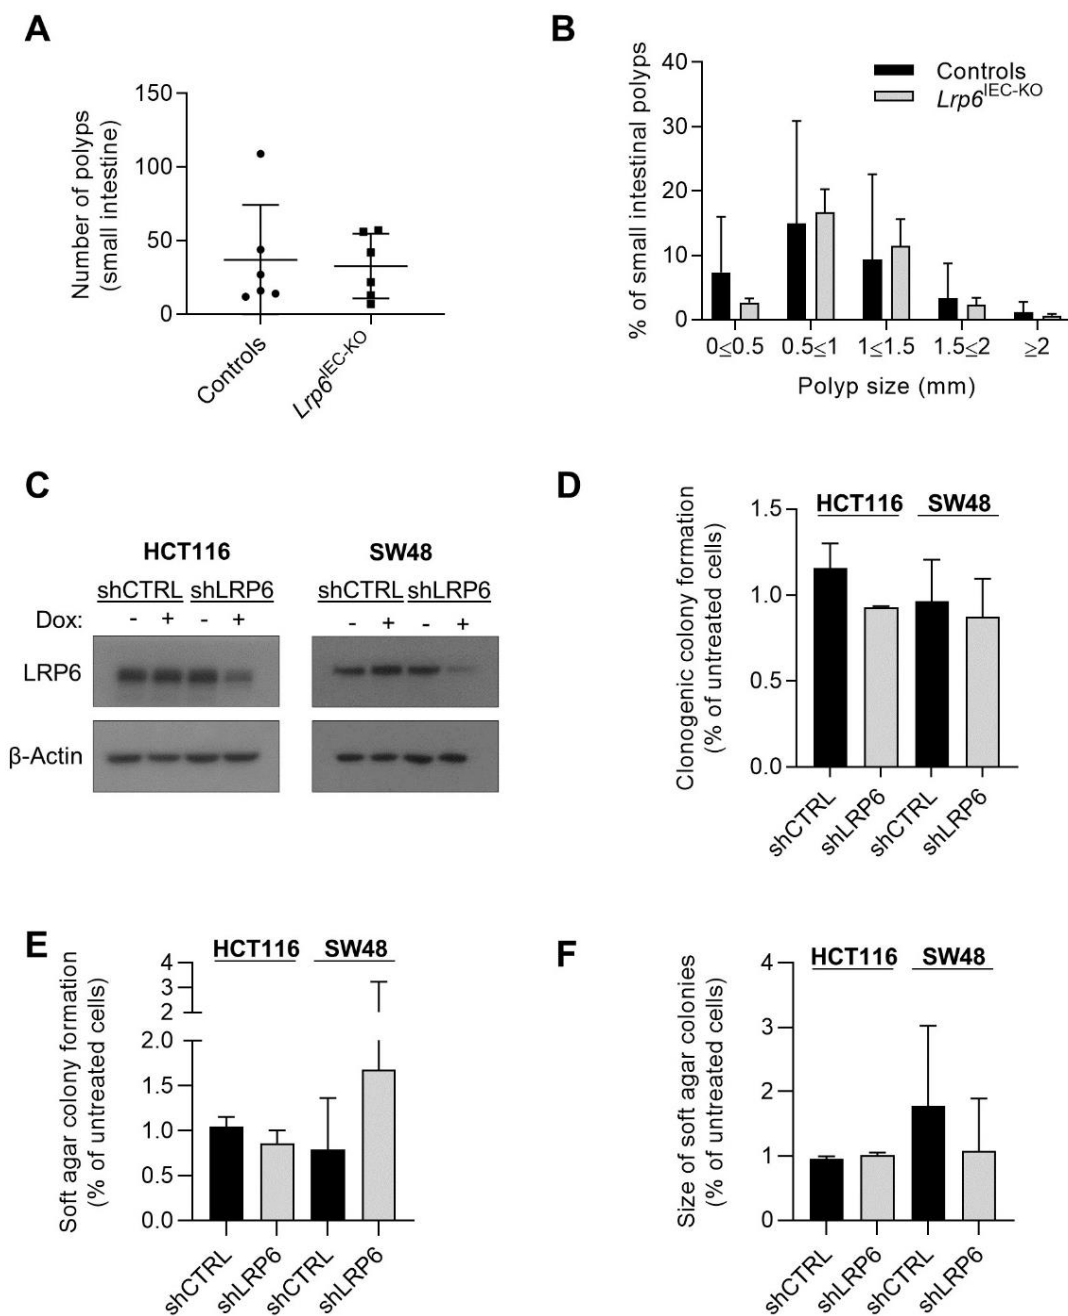 A
Number of polyps
(small intestine)
150
100
50
0
Controls
Lrp6^IEC-KO
B
% of small intestinal polyps
40
30
20
10
0
Controls
Lrp6^IEC-KO
0≤0.5
0.5≤1
1≤1.5
1.5≤2
≥2
Polyp size (mm)
C
HCT116
SW48
shCTRL shLRP6
shCTRL shLRP6
Dox: - + - +
- + - +
LRP6
β-Actin
D
Clonogenic colony formation
(% of untreated cells)
HCT116 SW48
1.5
1.0
0.5
0.0
shCTRL
shLRP6
shCTRL
shLRP6
E
Soft agar colony formation
(% of untreated cells)
HCT116 SW48
4
3
2
2.0
1.5
1.0
0.5
0.0
shCTRL
shLRP6
shCTRL
shLRP6
F
Size of soft agar colonies
(% of untreated cells)
HCT116 SW48
4
3
2
1
0
shCTRL
shLRP6
shCTRL
shLRP6